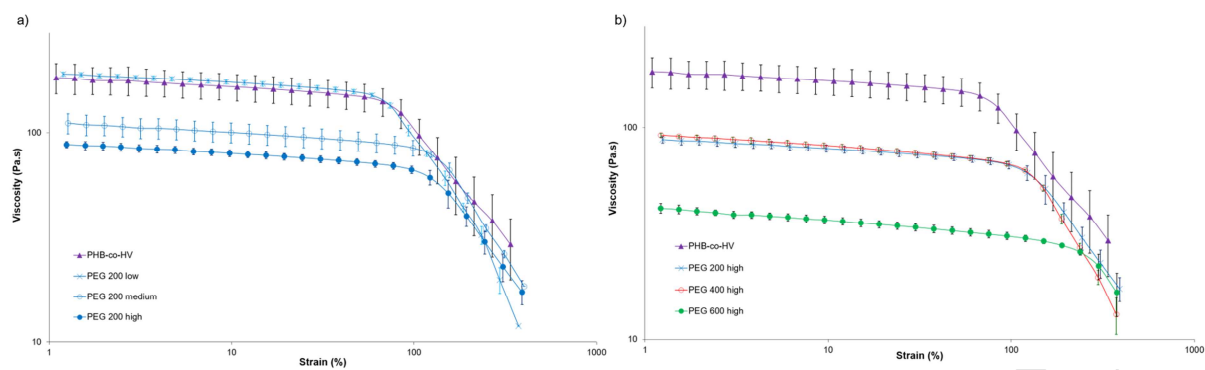 a)
Viscosity (Pa.s)
100
10
PHB-co-HV
PEG 200 low
PEG 200 medium
PEG 200 high
1
10
100
1000
Strain (%)
b)
Viscosity (Pa.s)
100
10
PHB-co-HV
PEG 200 high
PEG 400 high
PEG 600 high
1
10
100
1000
Strain (%)